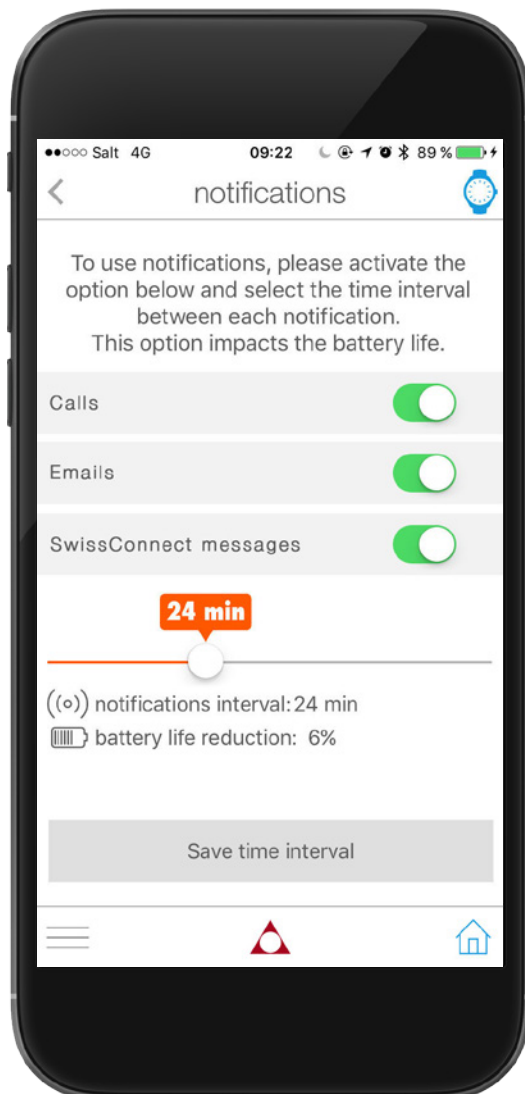 Salt 4G 09:22 89 %
notifications
To use notifications, please activate the
option below and select the time interval
between each notification.
This option impacts the battery life.
Calls
Emails
SwissConnect messages
24 min
notifications interval: 24 min
battery life reduction: 6%
Save time interval